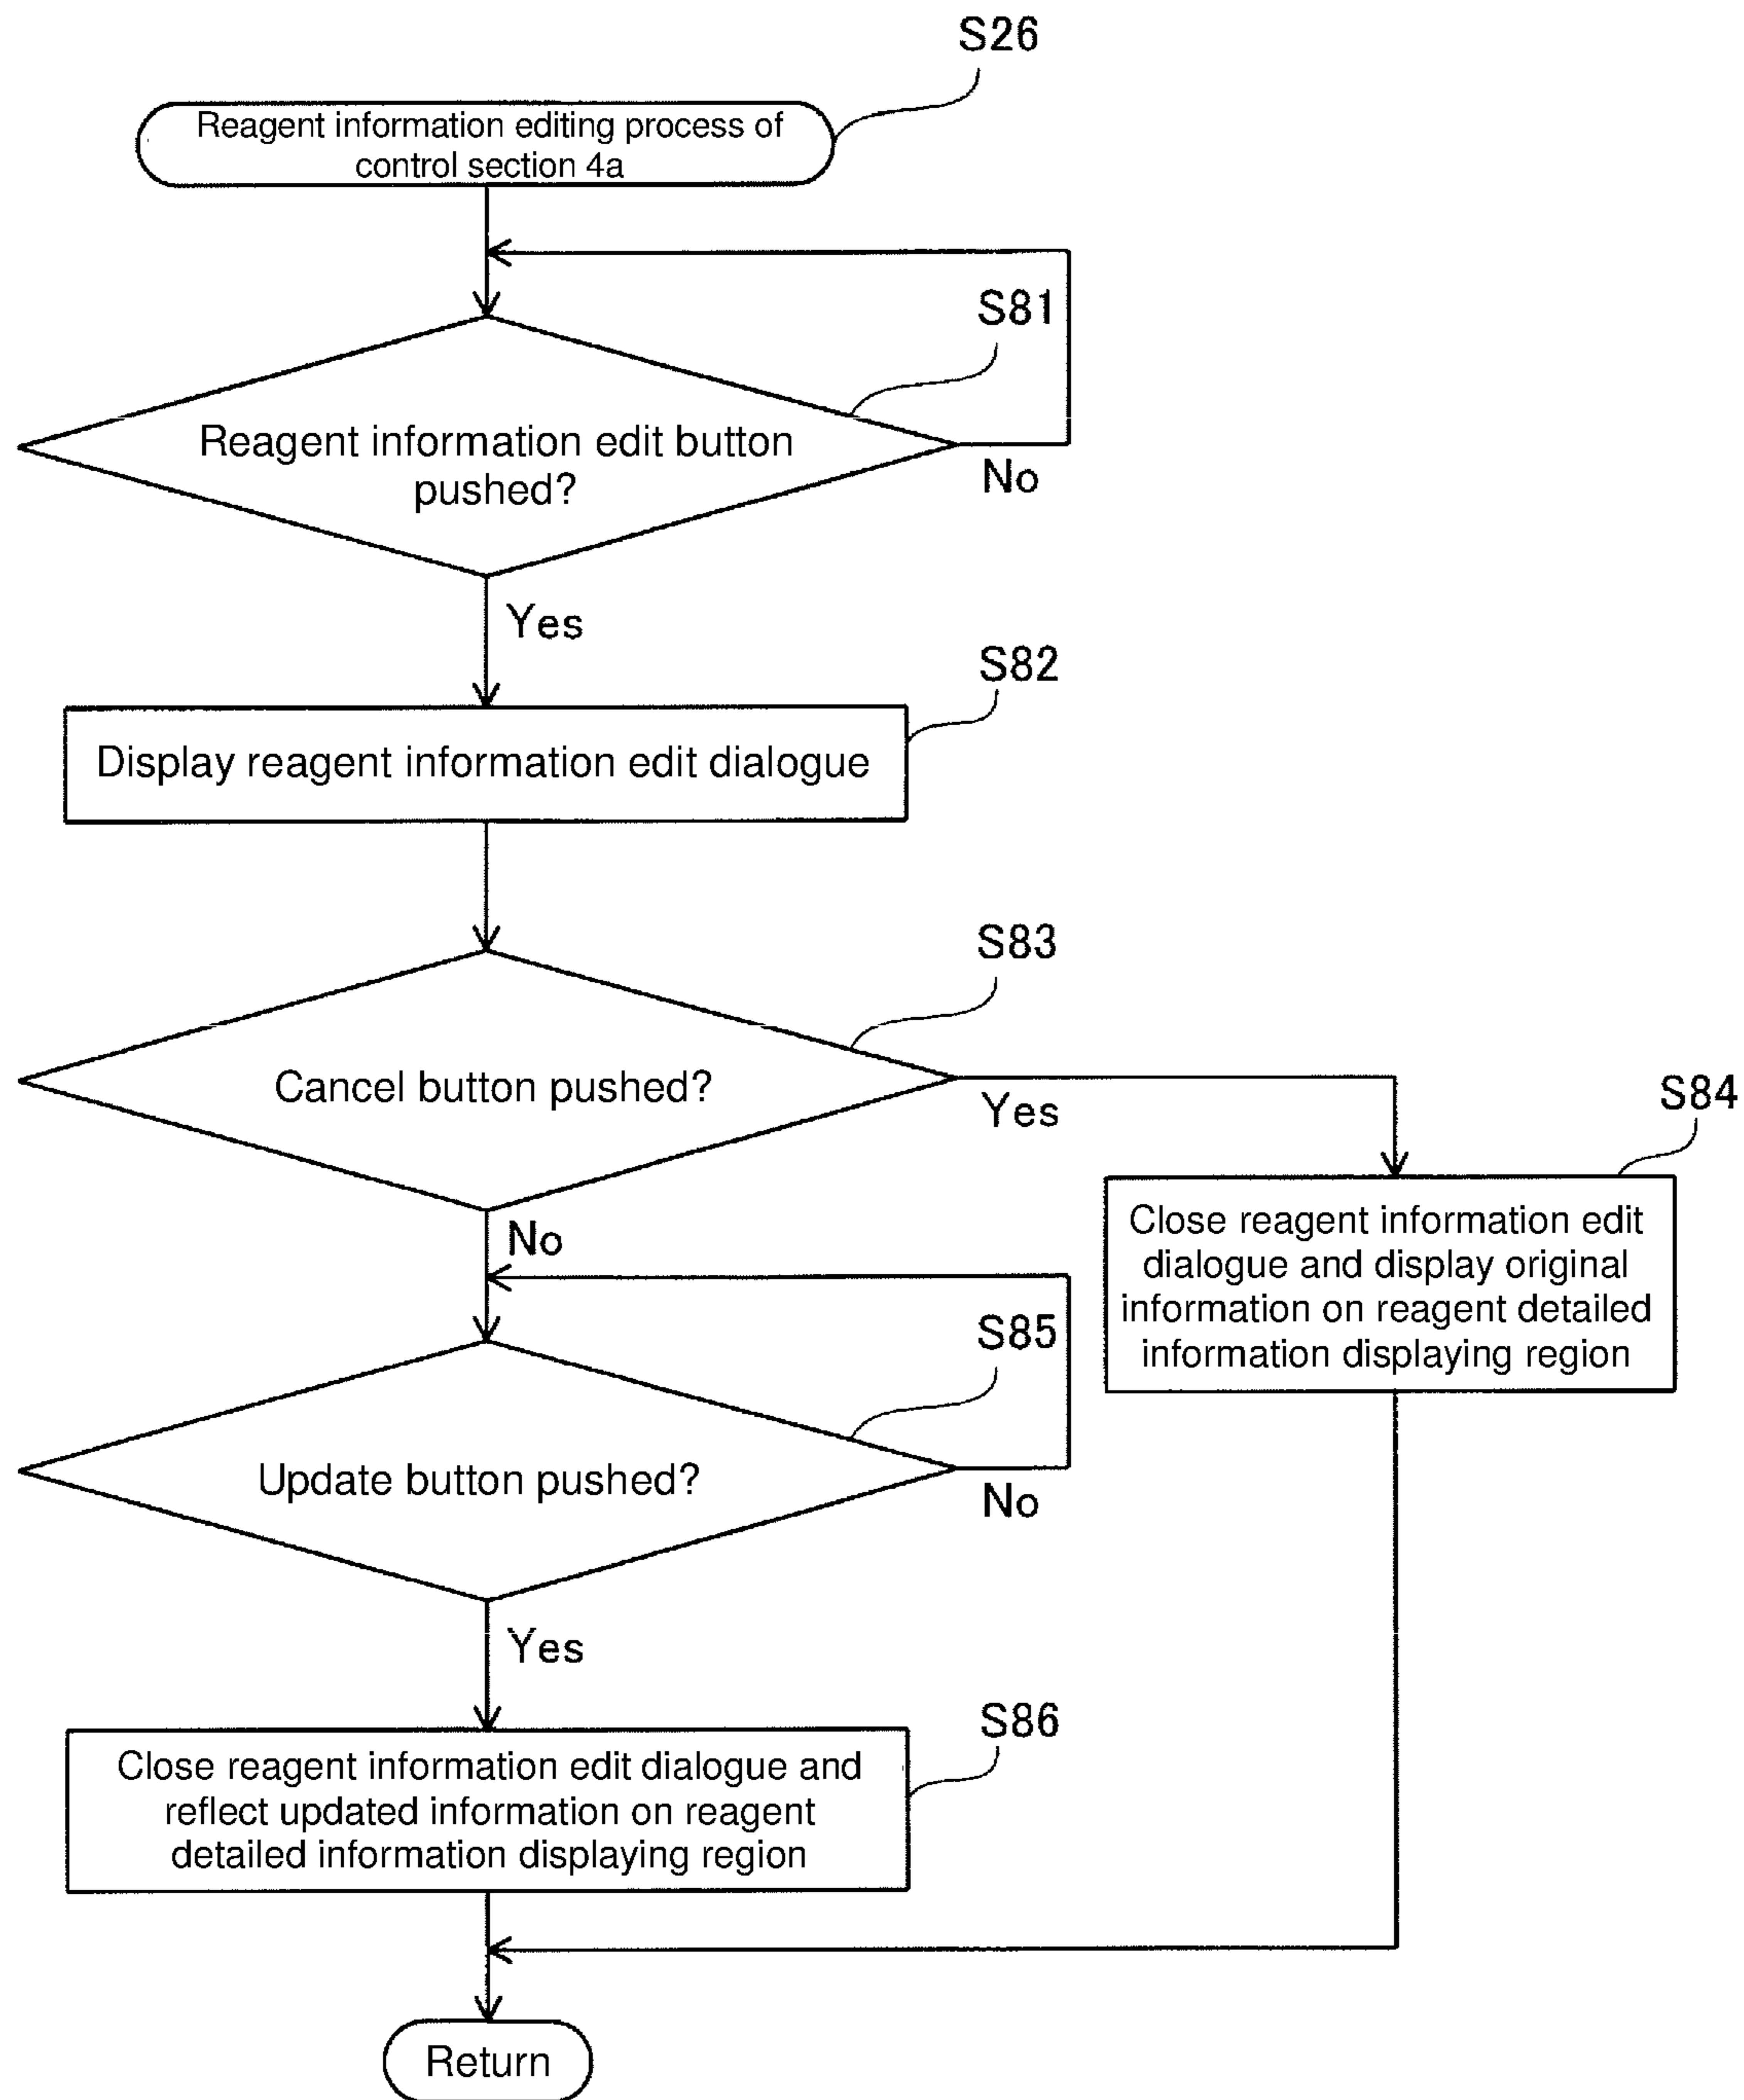 S26
Reagent information editing process of
control section 4a
S81
Reagent information edit button
pushed?
No
Yes
S82
Display reagent information edit dialogue
S83
Cancel button pushed?
Yes
S84
Close reagent information edit
dialogue and display original
information on reagent detailed
information displaying region
No
S85
Update button pushed?
No
Yes
S86
Close reagent information edit dialogue and
reflect updated information on reagent
detailed information displaying region
Return